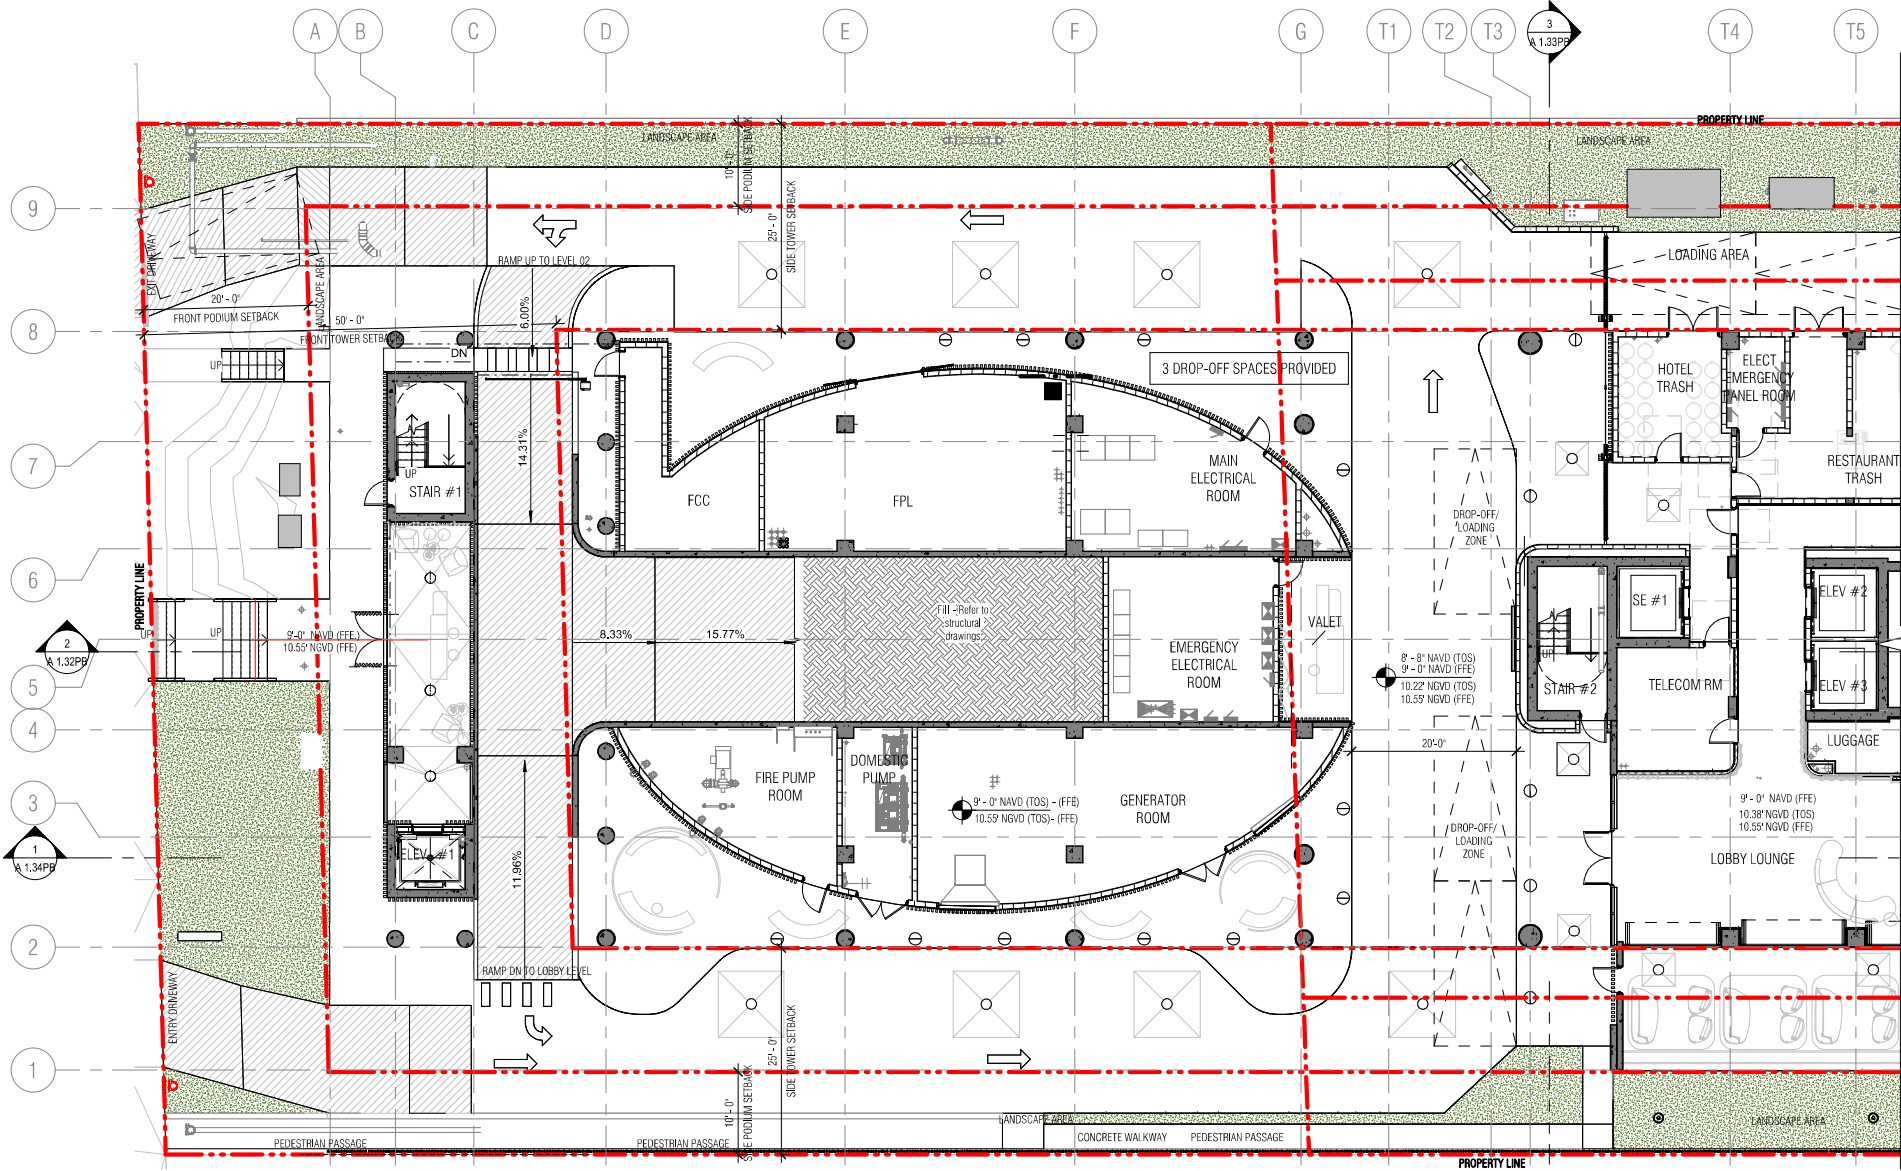 A B C D E F G T1 T2 T3 T4 T5
3
A 1.33PB
PROPERTY LINE
LANDSCAPE AREA
LANDSCAPE AREA
10'- 0"
SIDE PODIUM SETBACK
25'- 0"
SIDE TOWER SETBACK
9
EXIT DRIVEWAY
LANDSCAPE AREA
20' - 0"
FRONT PODIUM SETBACK
50' - 0"
FRONT TOWER SETBACK
RAMP UP TO LEVEL 02
6.00%
LOADING AREA
8
DN
UP
3 DROP-OFF SPACES PROVIDED
HOTEL
TRASH
ELECT
EMERGENCY
PANEL ROOM
7
UP
STAIR #1
14.31%
FCC
FPL
MAIN
ELECTRICAL
ROOM
RESTAURANT
TRASH
DROP-OFF/
LOADING
ZONE
6
PROPERTY LINE
UP
UP
9'-0" NAVD (FFE.)
10.55' NGVD (FFE)
8.33%
15.77%
Fill - Refer to
structural
drawings
EMERGENCY
ELECTRICAL
ROOM
VALET
SE #1
ELEV #2
2
A 1.32PB
5
8' - 8" NAVD (TOS)
9' - 0" NAVD (FFE)
10.22' NGVD (TOS)
10.55' NGVD (FFE)
UP
STAIR #2
TELECOM RM
ELEV #3
4
20'-0"
LUGGAGE
FIRE PUMP
ROOM
DOMESTIC
PUMP
9' - 0" NAVD (TOS) - (FFE)
10.55' NGVD (TOS)- (FFE)
GENERATOR
ROOM
9' - 0" NAVD (FFE)
10.38' NGVD (TOS)
10.55' NGVD (FFE)
3
1
A 1.34PB
ELEV. #1
11.96%
DROP-OFF/
LOADING
ZONE
LOBBY LOUNGE
2
RAMP DN TO LOBBY LEVEL
ENTRY DRIVEWAY
25'- 0"
SIDE TOWER SETBACK
1
10'- 0"
SIDE PODIUM SETBACK
LANDSCAPE AREA
LANDSCAPE AREA
PEDESTRIAN PASSAGE
PEDESTRIAN PASSAGE
CONCRETE WALKWAY
PEDESTRIAN PASSAGE
PROPERTY LINE